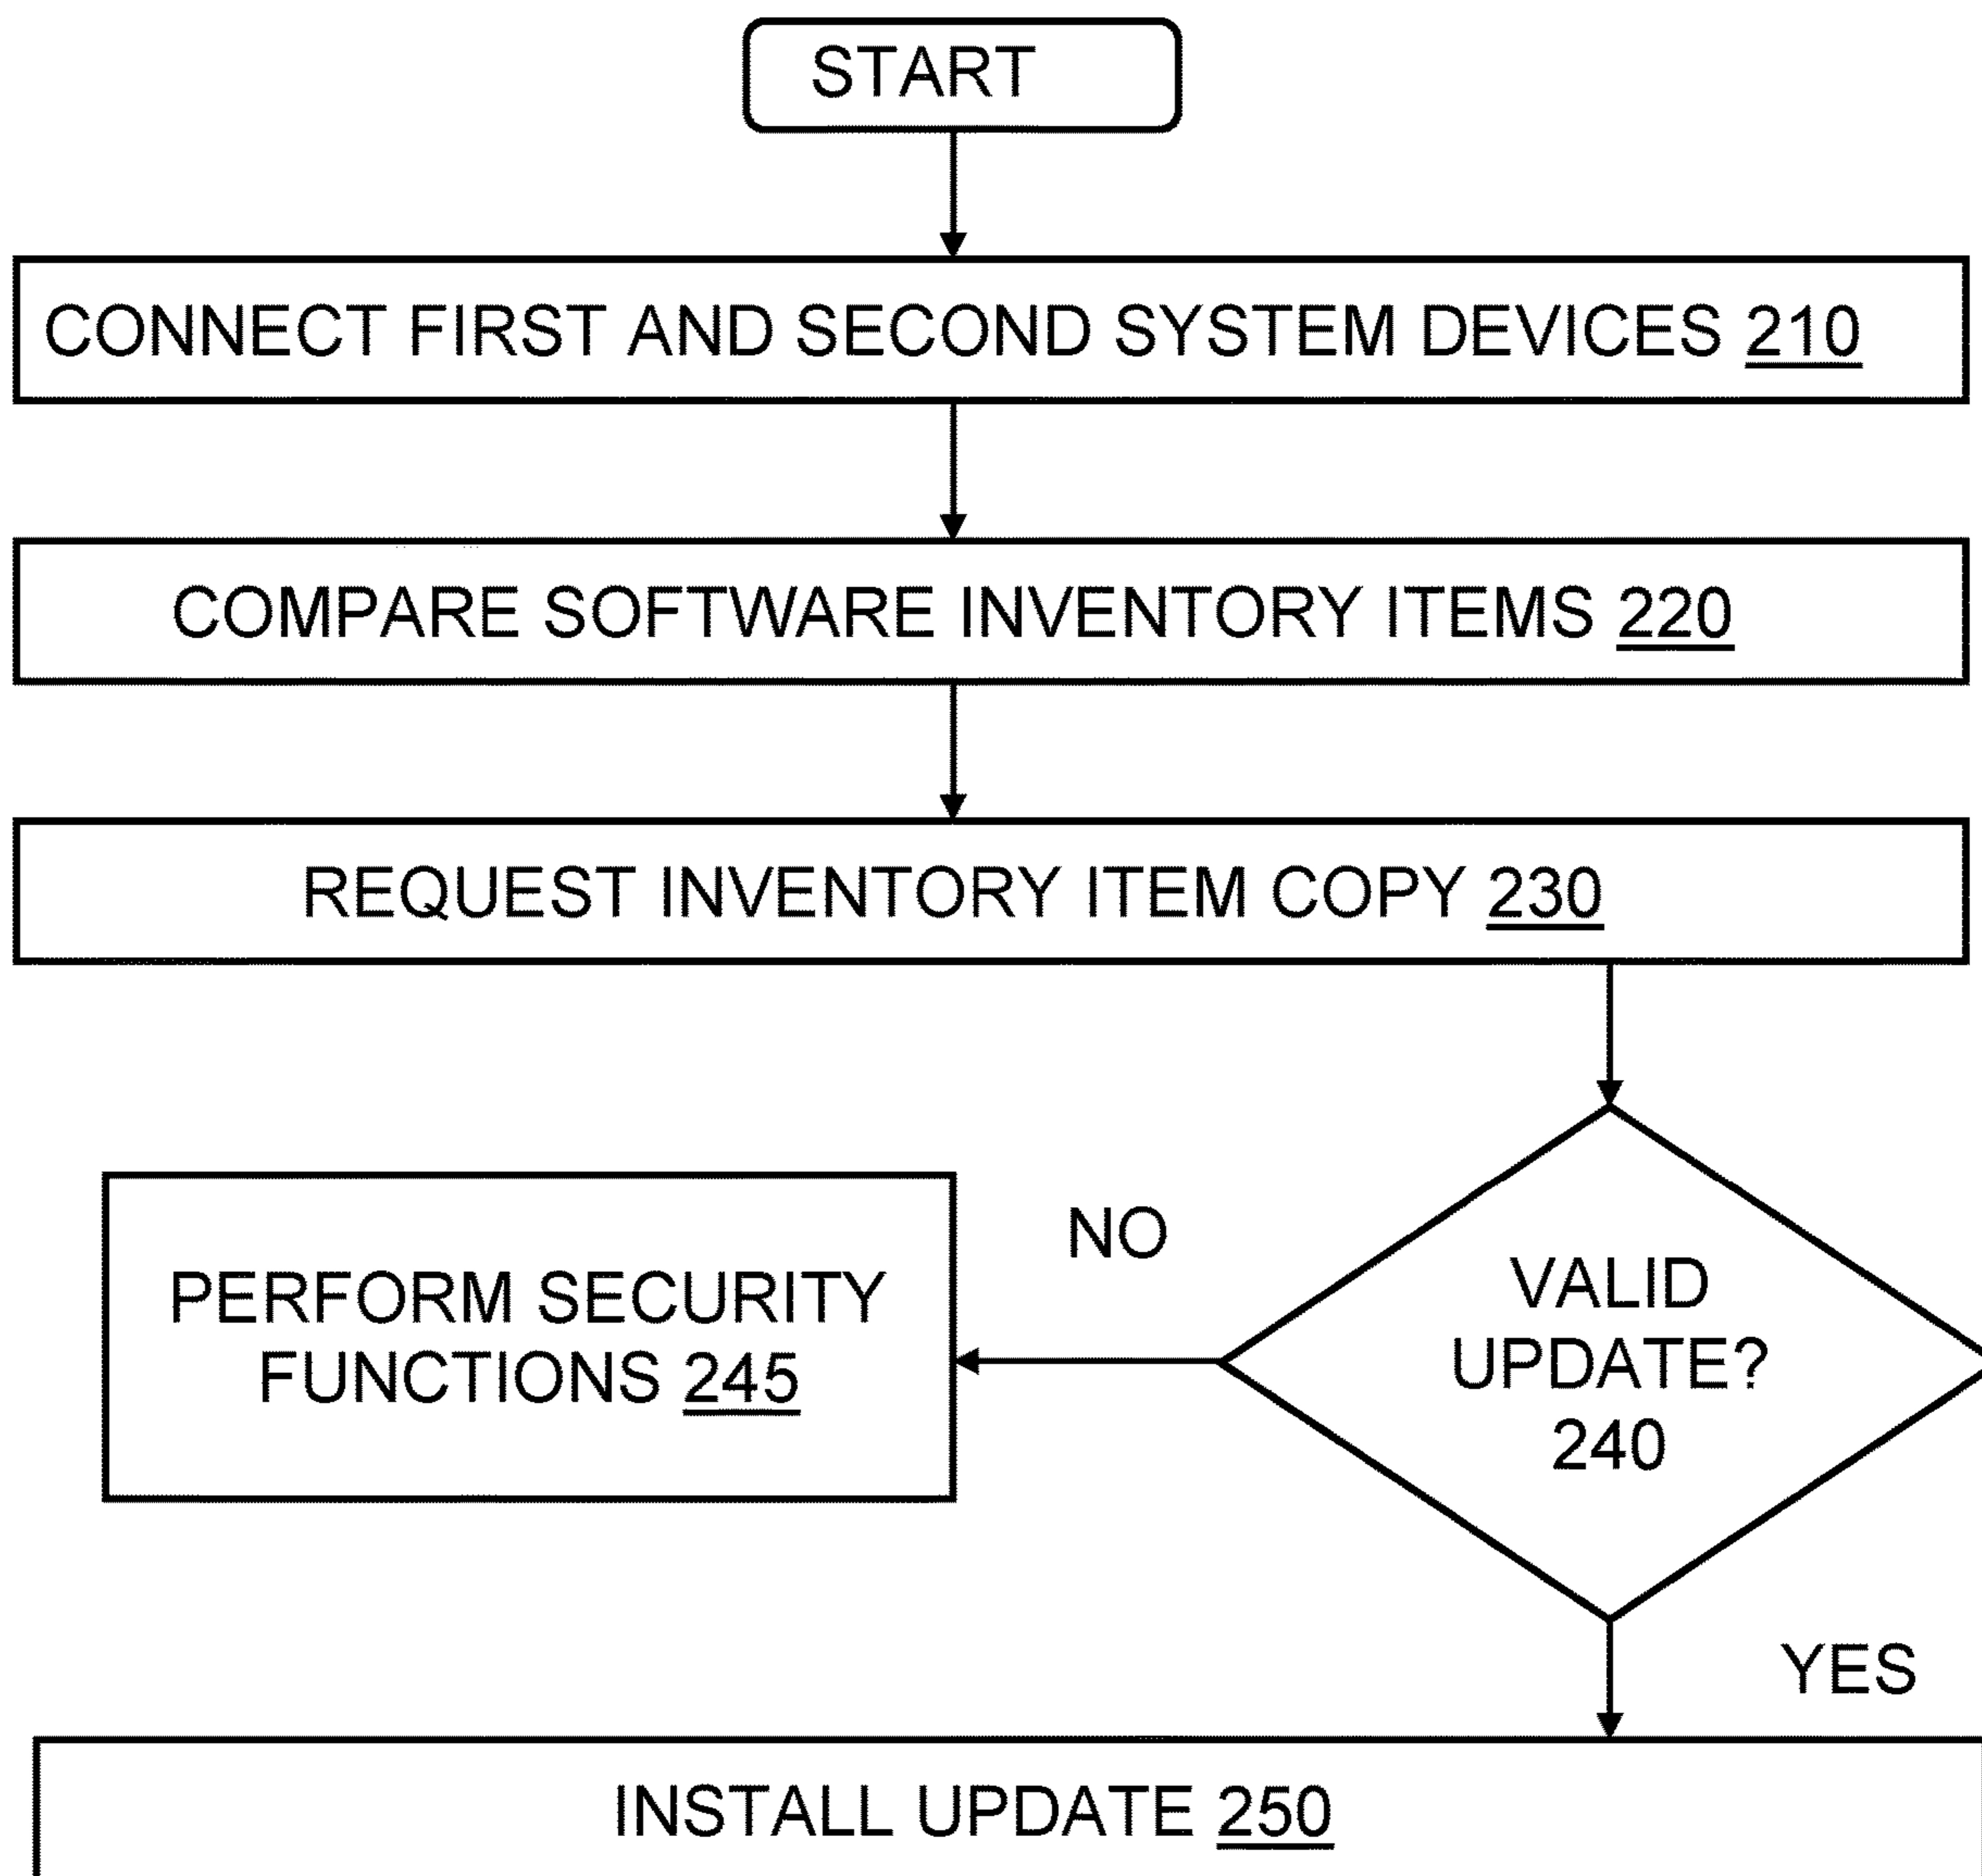 START
CONNECT FIRST AND SECOND SYSTEM DEVICES 210
COMPARE SOFTWARE INVENTORY ITEMS 220
REQUEST INVENTORY ITEM COPY 230
NO
VALID
UPDATE?
240
PERFORM SECURITY
FUNCTIONS 245
YES
INSTALL UPDATE 250